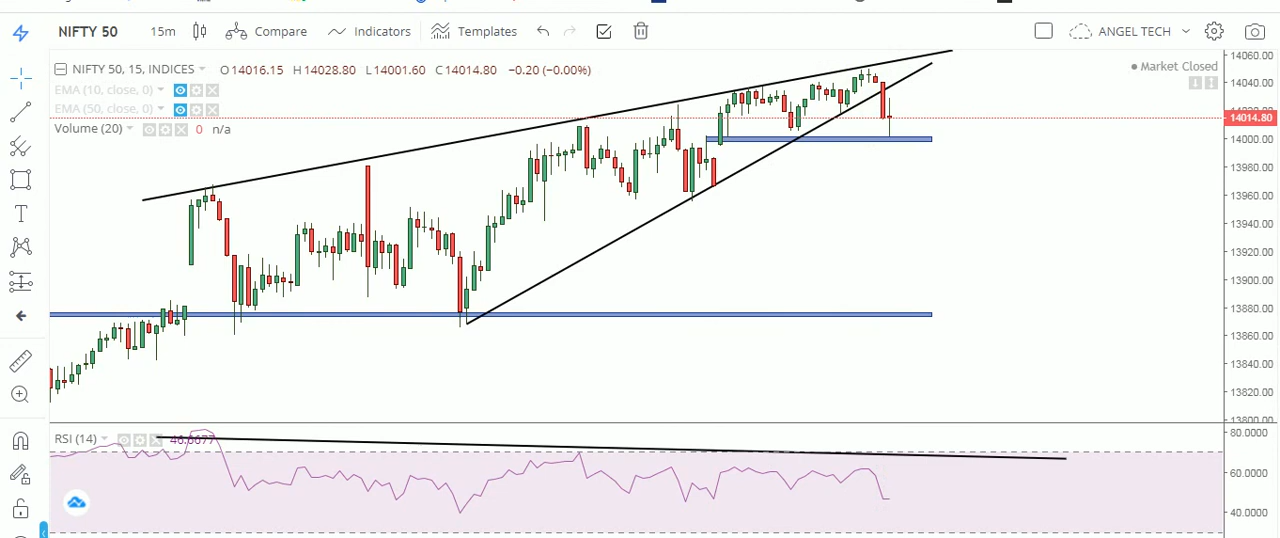 NIFTY 50 15m Compare Indicators Templates ANGEL TECH
NIFTY 50, 15, INDICES O 14016.15 H 14028.80 L 14001.60 C 14014.80 −0.20 (−0.00%)
Market Closed
EMA (10, close, 0)
EMA (50, close, 0)
Volume (20) 0 n/a
14060.00
14040.00
14014.80
14000.00
13980.00
13960.00
13940.00
13920.00
13900.00
13880.00
13860.00
13840.00
13820.00
13800.00
RSI (14)
80.0000
60.0000
40.0000